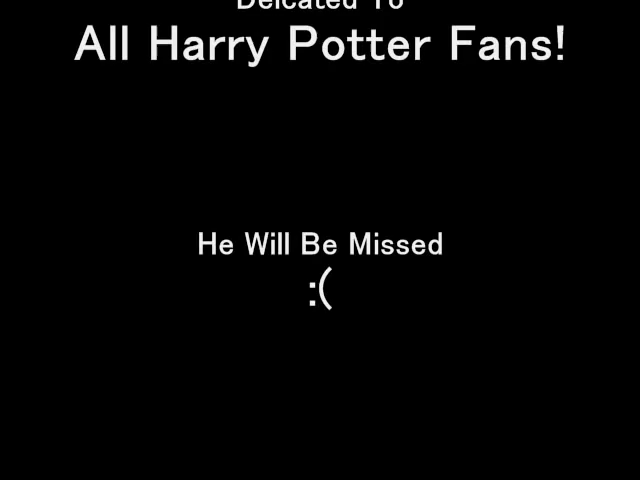 Deicated To
All Harry Potter Fans!
He Will Be Missed
:(